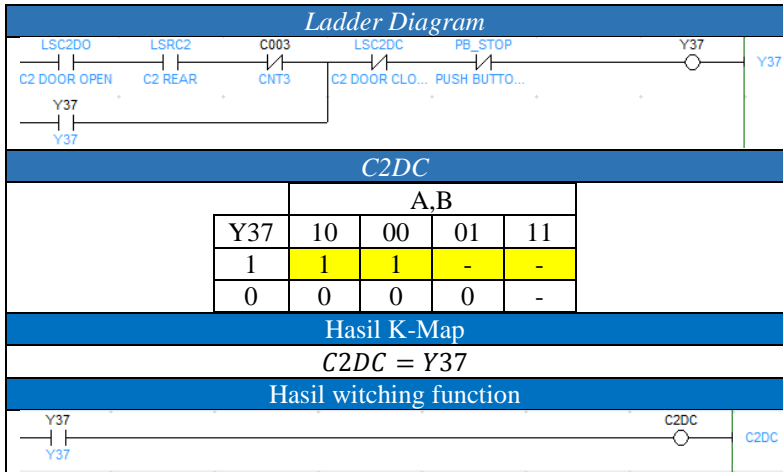 Ladder Diagram
LSC2DO LSRC2 C003 LSC2DC PB_STOP Y37
Y37
C2 DOOR OPEN C2 REAR CNT3 C2 DOOR CLO... PUSH BUTTO...
Y37
Y37
C2DC
A,B
Y37 10 00 01 11
1 1 1 - -
0 0 0 0 -
Hasil K-Map
C2DC = Y37
Hasil witching function
Y37 C2DC
C2DC
Y37